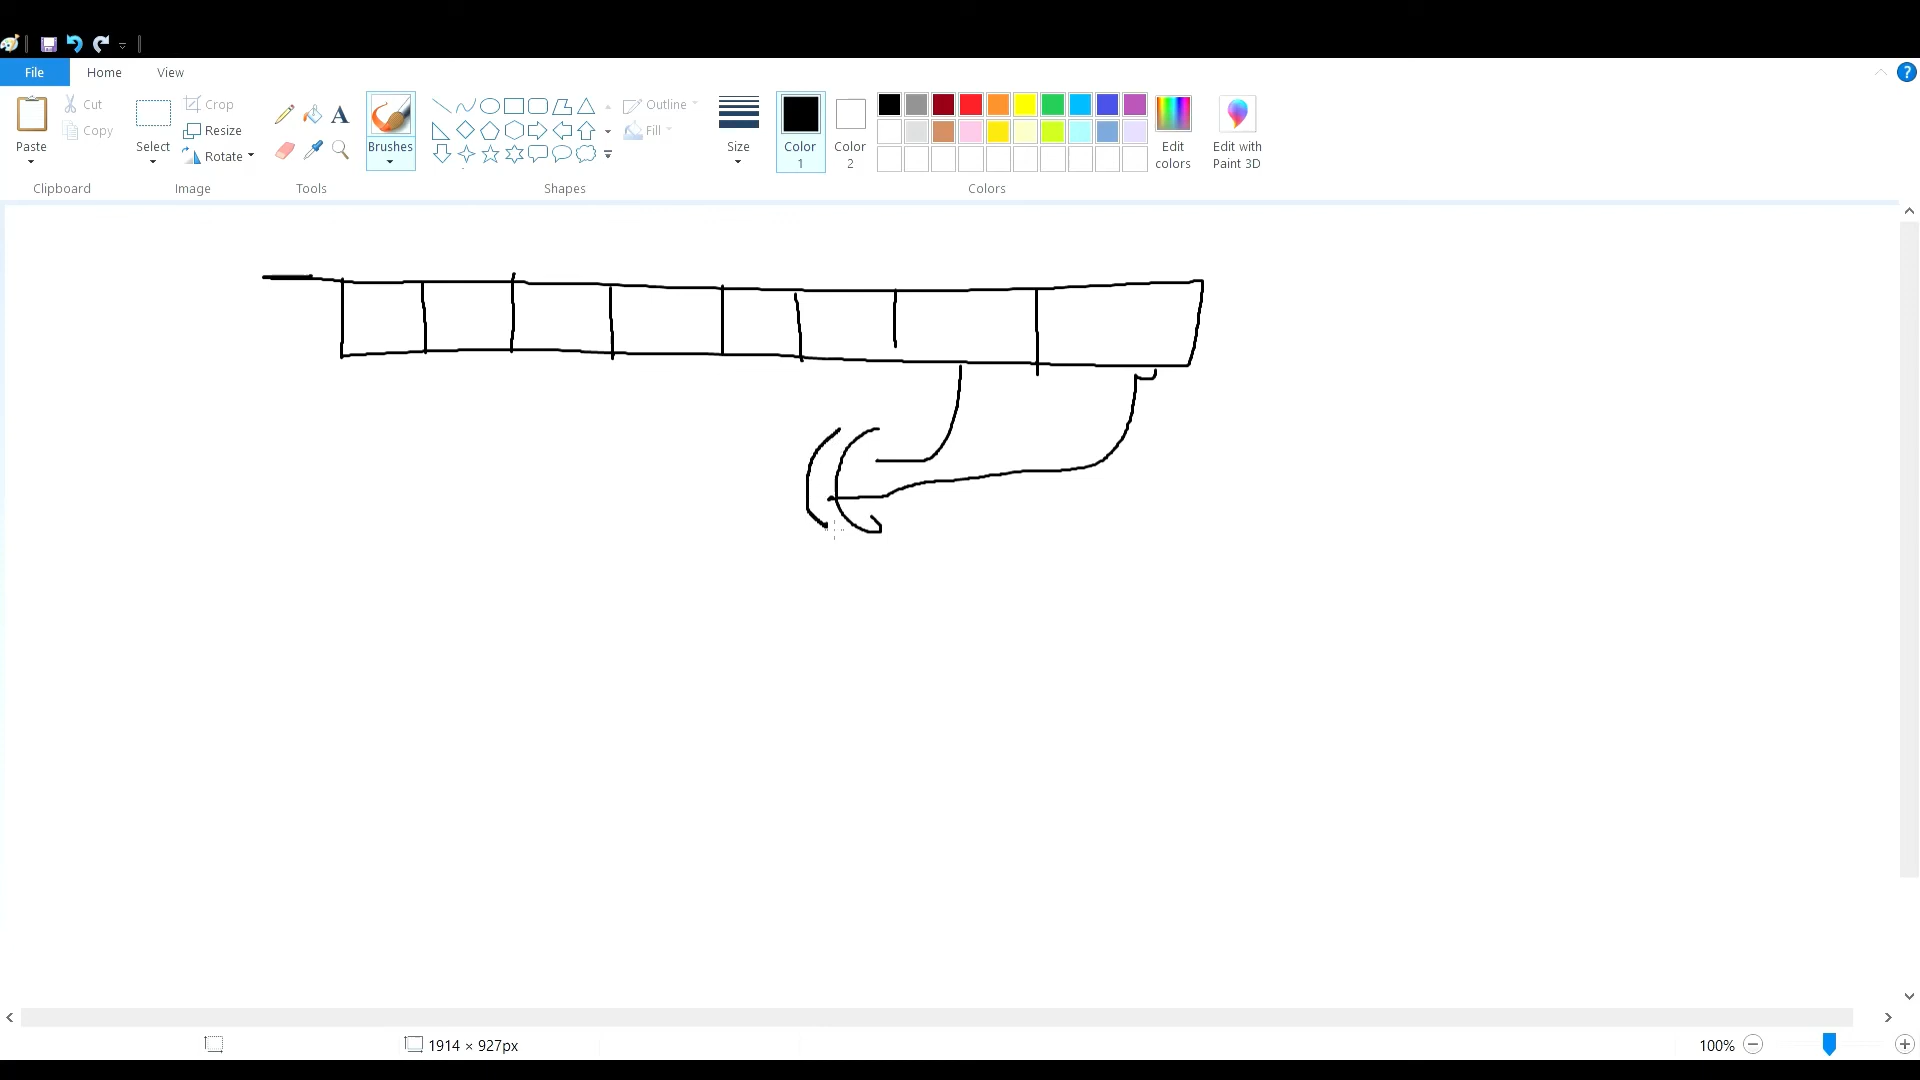 File Home View
Paste
Cut
Copy
Clipboard
Select
Crop
Resize
Rotate
Image
A
Tools
Brushes
Shapes
Outline
Fill
Size
Color
1
Color
2
Colors
Edit
colors
Edit with
Paint 3D
?
1914 × 927px
100%